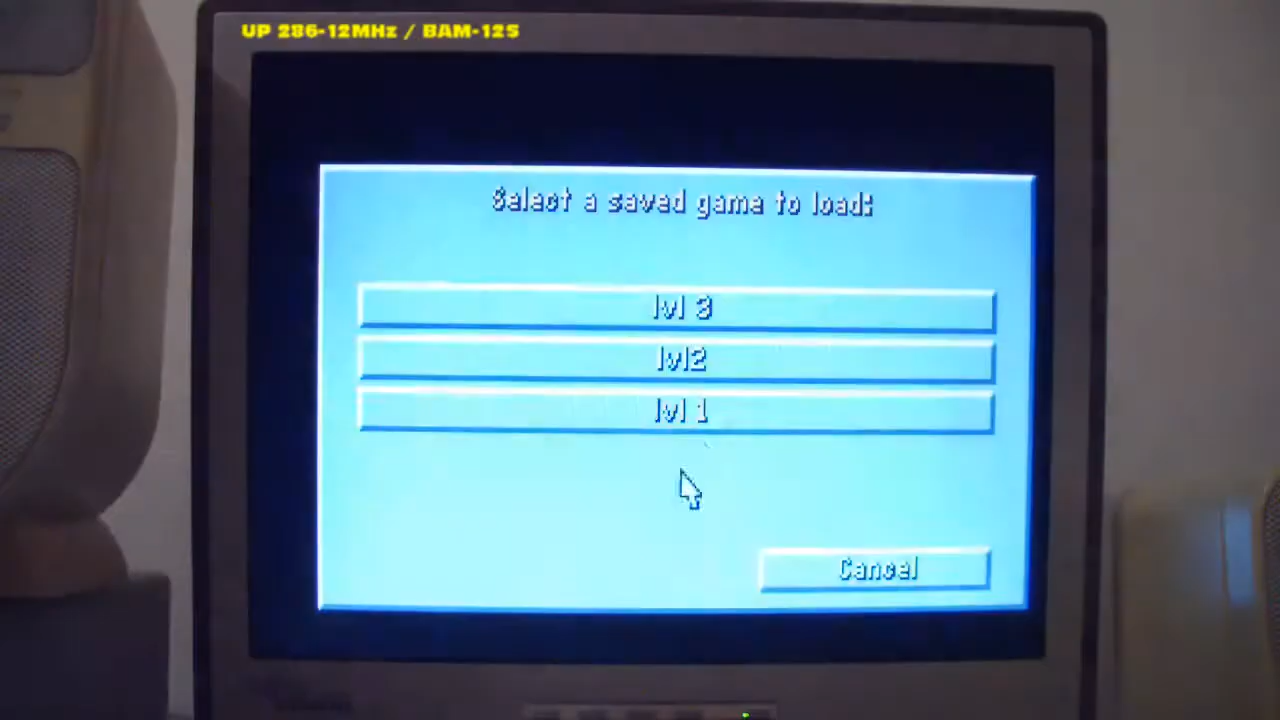 UP 286-12MHz / BAM-12S
Select a saved game to load:
lvl 3
lvl2
lvl 1
Cancel